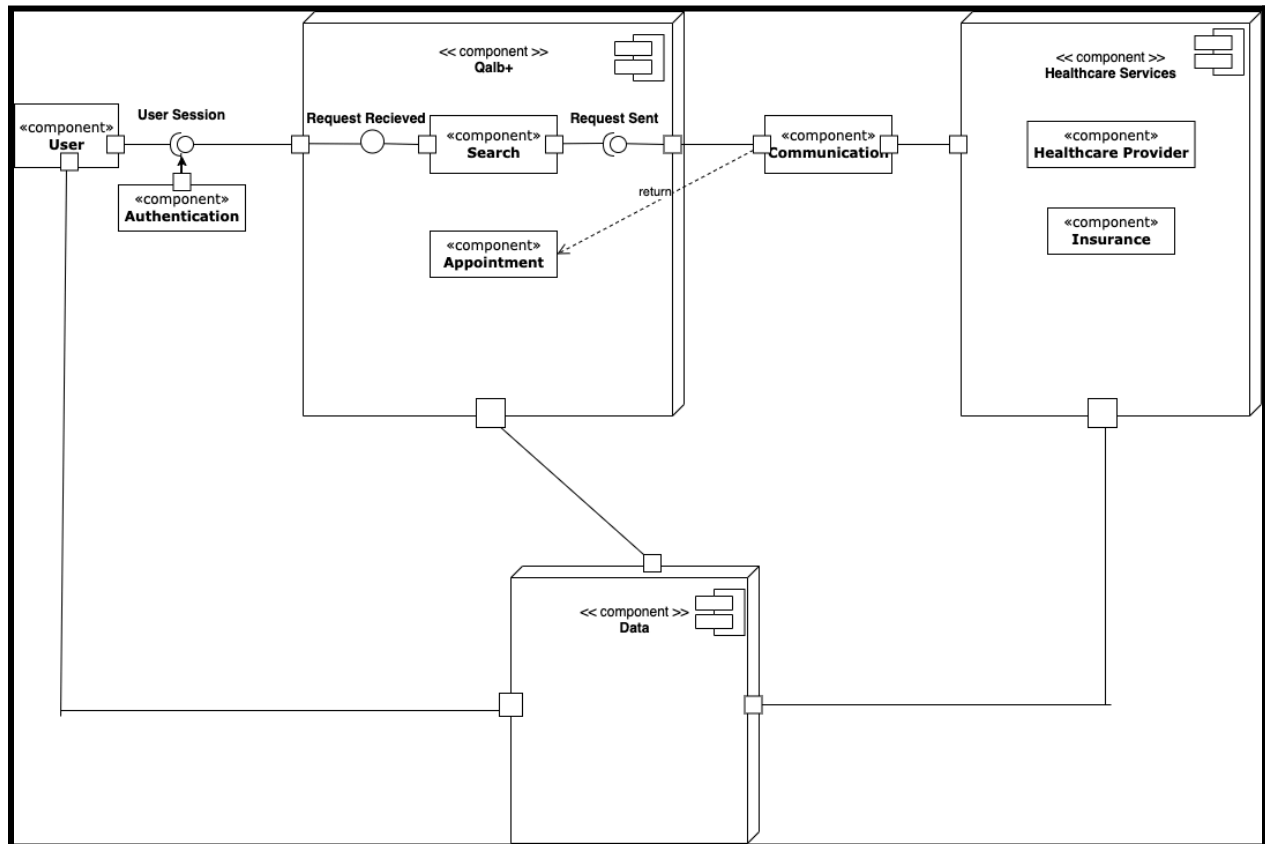 << component >>
Qalb+
<< component >>
Healthcare Services
User Session
Request Recieved
Request Sent
«component»
User
«component»
Search
«component»
Communication
«component»
Healthcare Provider
«component»
Authentication
return
«component»
Appointment
«component»
Insurance
<< component >>
Data